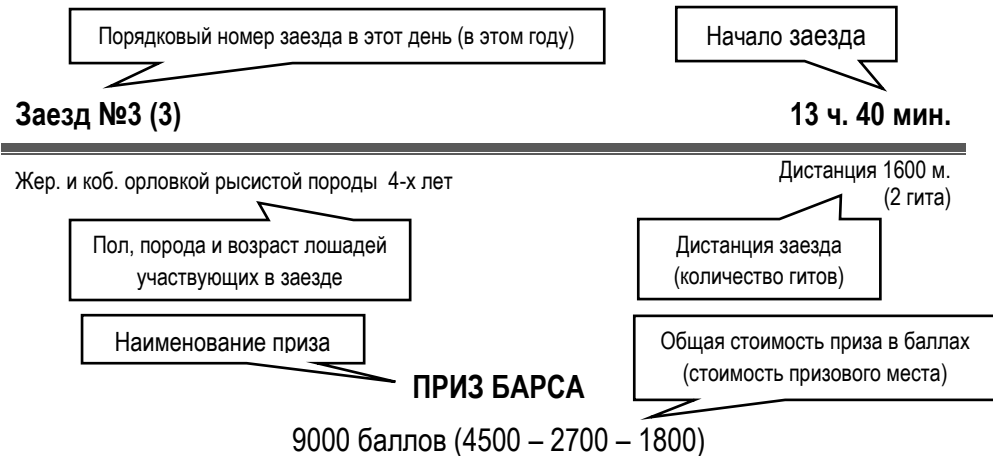 Порядковый номер заезда в этот день (в этом году)
Начало заезда
Заезд №3 (3)
13 ч. 40 мин.
Жер. и коб. орловкой рысистой породы 4-х лет
Дистанция 1600 м.
(2 гита)
Пол, порода и возраст лошадей
участвующих в заезде
Дистанция заезда
(количество гитов)
Наименование приза
Общая стоимость приза в баллах
(стоимость призового места)
ПРИЗ БАРСА
9000 баллов (4500 – 2700 – 1800)